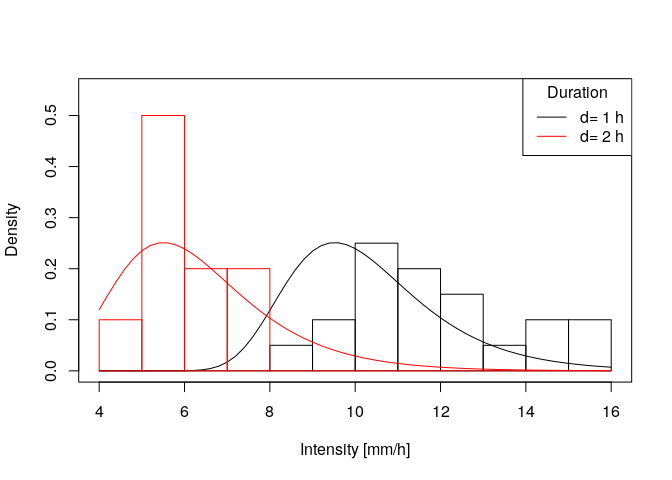 Duration
d= 1 h
d= 2 h
Density
0.0
0.1
0.2
0.3
0.4
0.5
4 6 8 10 12 14 16
Intensity [mm/h]